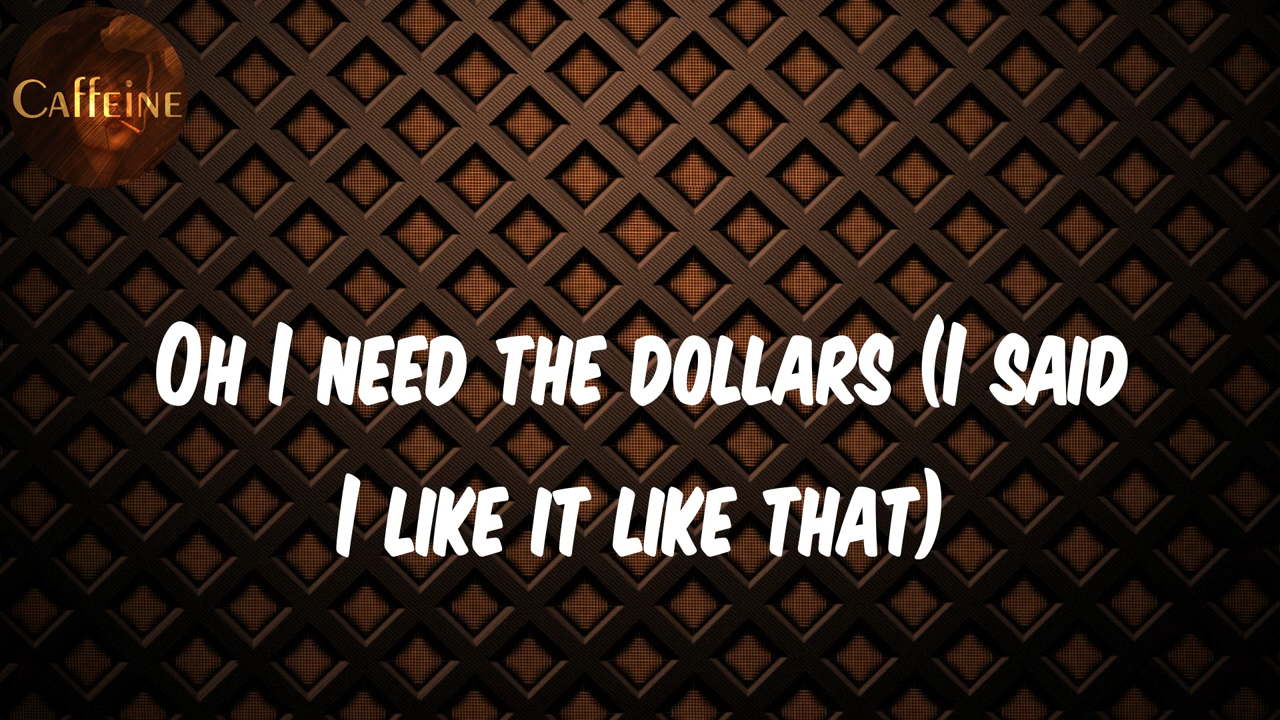 Caffeine
Oh I need the dollars (I said
I like it like that)